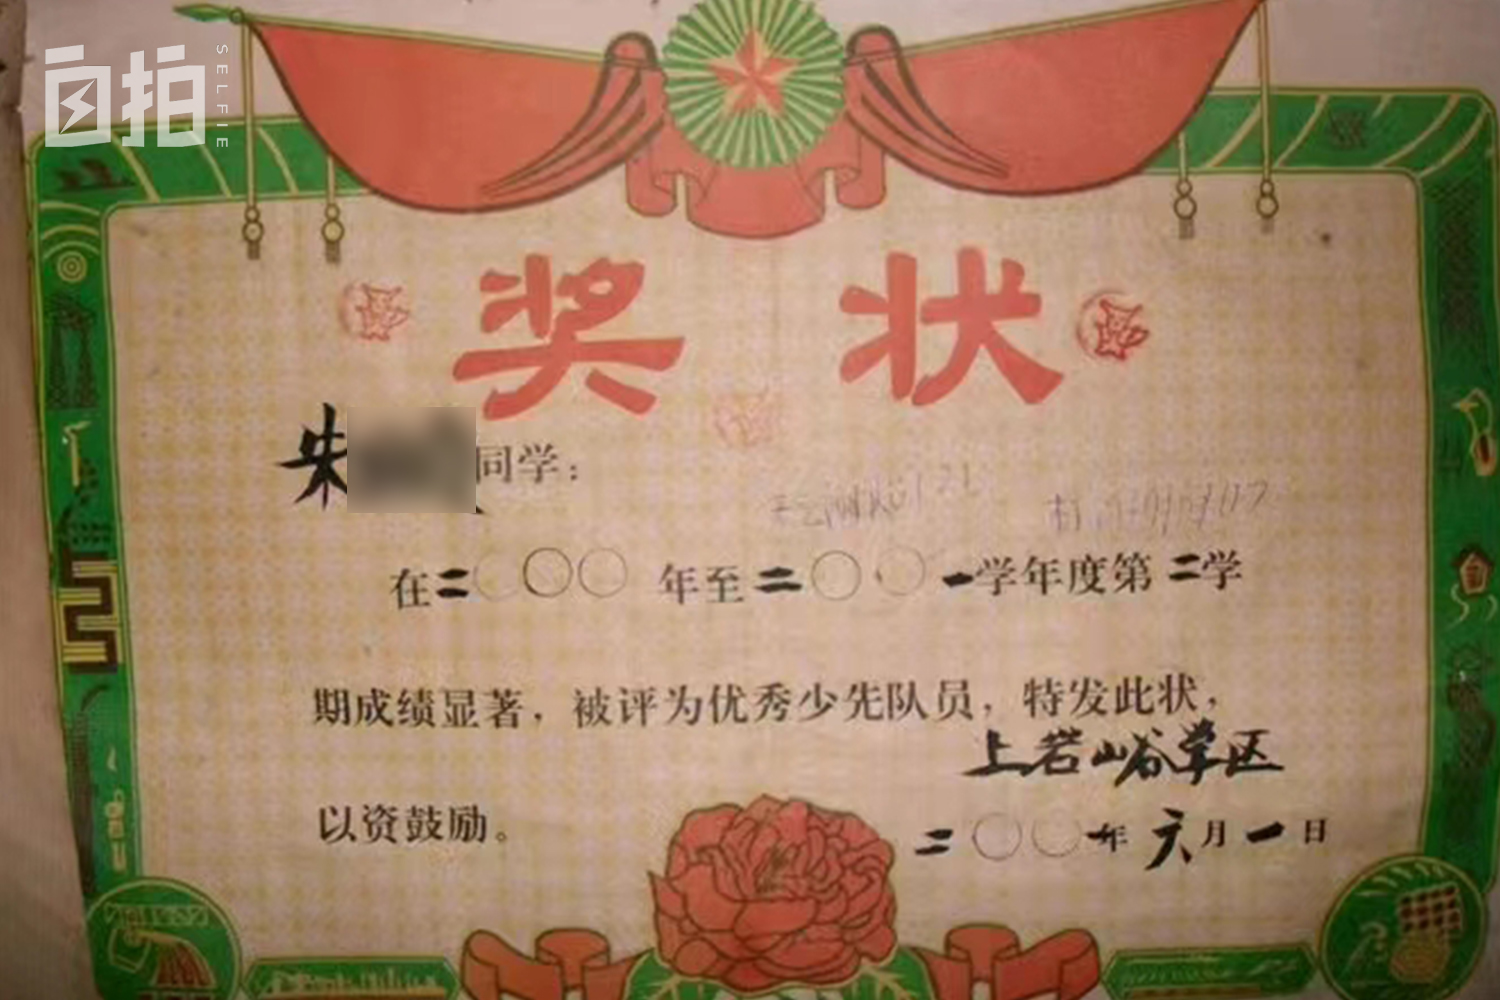 自拍
SELFIE
奖 状
朱 同学：
在二〇〇〇年至二〇〇一学年度第二学
期成绩显著，被评为优秀少先队员，特发此状，
以资鼓励。
上岩峪学区
二〇〇一年六月一日